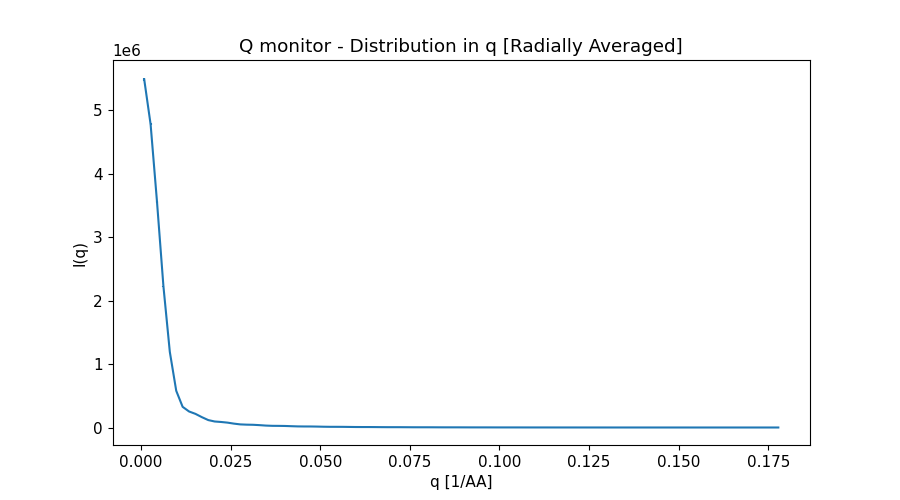 Q monitor - Distribution in q [Radially Averaged]
1e6
5
4
3
2
1
0
I(q)
0.000 0.025 0.050 0.075 0.100 0.125 0.150 0.175
q [1/AA]